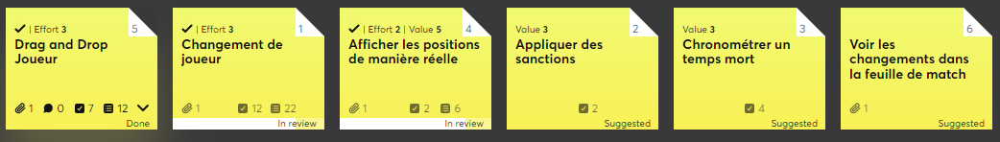 ✔ | Effort 3
5
Drag and Drop
Joueur
1 0 7 12
Done
✔ | Effort 3
1
Changement de
joueur
1 12 22
In review
✔ | Effort 2 | Value 5
4
Afficher les positions
de manière réelle
1 2 6
In review
Value 3
2
Appliquer des
sanctions
2
Suggested
Value 3
3
Chronométrer un
temps mort
4
Suggested
6
Voir les
changements dans
la feuille de match
1
Suggested